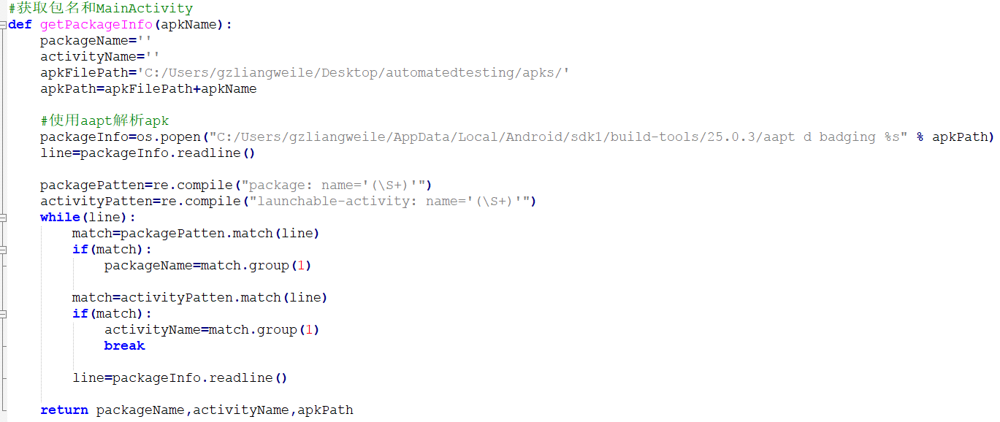 #获取包名和MainActivity
def getPackageInfo(apkName):
    packageName=''
    activityName=''
    apkFilePath='C:/Users/gzliangweile/Desktop/automatedtesting/apks/'
    apkPath=apkFilePath+apkName

    #使用aapt解析apk
    packageInfo=os.popen("C:/Users/gzliangweile/AppData/Local/Android/sdk1/build-tools/25.0.3/aapt d badging %s" % apkPath)
    line=packageInfo.readline()

    packagePatten=re.compile("package: name='(\S+)'")
    activityPatten=re.compile("launchable-activity: name='(\S+)'")
    while(line):
        match=packagePatten.match(line)
        if(match):
            packageName=match.group(1)

        match=activityPatten.match(line)
        if(match):
            activityName=match.group(1)
            break

        line=packageInfo.readline()

    return packageName,activityName,apkPath